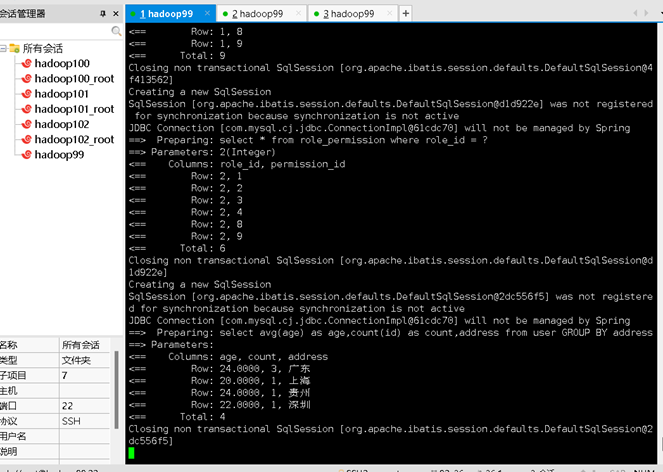 会话管理器
所有会话
hadoop100
hadoop100_root
hadoop101
hadoop101_root
hadoop102
hadoop102_root
hadoop99
名称 所有会话
类型 文件夹
子项目 7
主机
端口 22
协议 SSH
用户名
说明
1 hadoop99 × 2 hadoop99 × 3 hadoop99 × +
<==        Row: 1, 8
<==        Row: 1, 9
<==      Total: 9
Closing non transactional SqlSession [org.apache.ibatis.session.defaults.DefaultSqlSession@4
f413562]
Creating a new SqlSession
SqlSession [org.apache.ibatis.session.defaults.DefaultSqlSession@d1d922e] was not registered
 for synchronization because synchronization is not active
JDBC Connection [com.mysql.cj.jdbc.ConnectionImpl@61cdc70] will not be managed by Spring
==>  Preparing: select * from role_permission where role_id = ?
==> Parameters: 2(Integer)
<==    Columns: role_id, permission_id
<==        Row: 2, 1
<==        Row: 2, 2
<==        Row: 2, 3
<==        Row: 2, 4
<==        Row: 2, 8
<==        Row: 2, 9
<==      Total: 6
Closing non transactional SqlSession [org.apache.ibatis.session.defaults.DefaultSqlSession@d
1d922e]
Creating a new SqlSession
SqlSession [org.apache.ibatis.session.defaults.DefaultSqlSession@2dc556f5] was not registere
d for synchronization because synchronization is not active
JDBC Connection [com.mysql.cj.jdbc.ConnectionImpl@61cdc70] will not be managed by Spring
==>  Preparing: select avg(age) as age,count(id) as count,address from user GROUP BY address
==> Parameters:
<==    Columns: age, count, address
<==        Row: 24.0000, 3, 广东
<==        Row: 20.0000, 1, 上海
<==        Row: 24.0000, 1, 贵州
<==        Row: 22.0000, 1, 深圳
<==      Total: 4
Closing non transactional SqlSession [org.apache.ibatis.session.defaults.DefaultSqlSession@2
dc556f5]